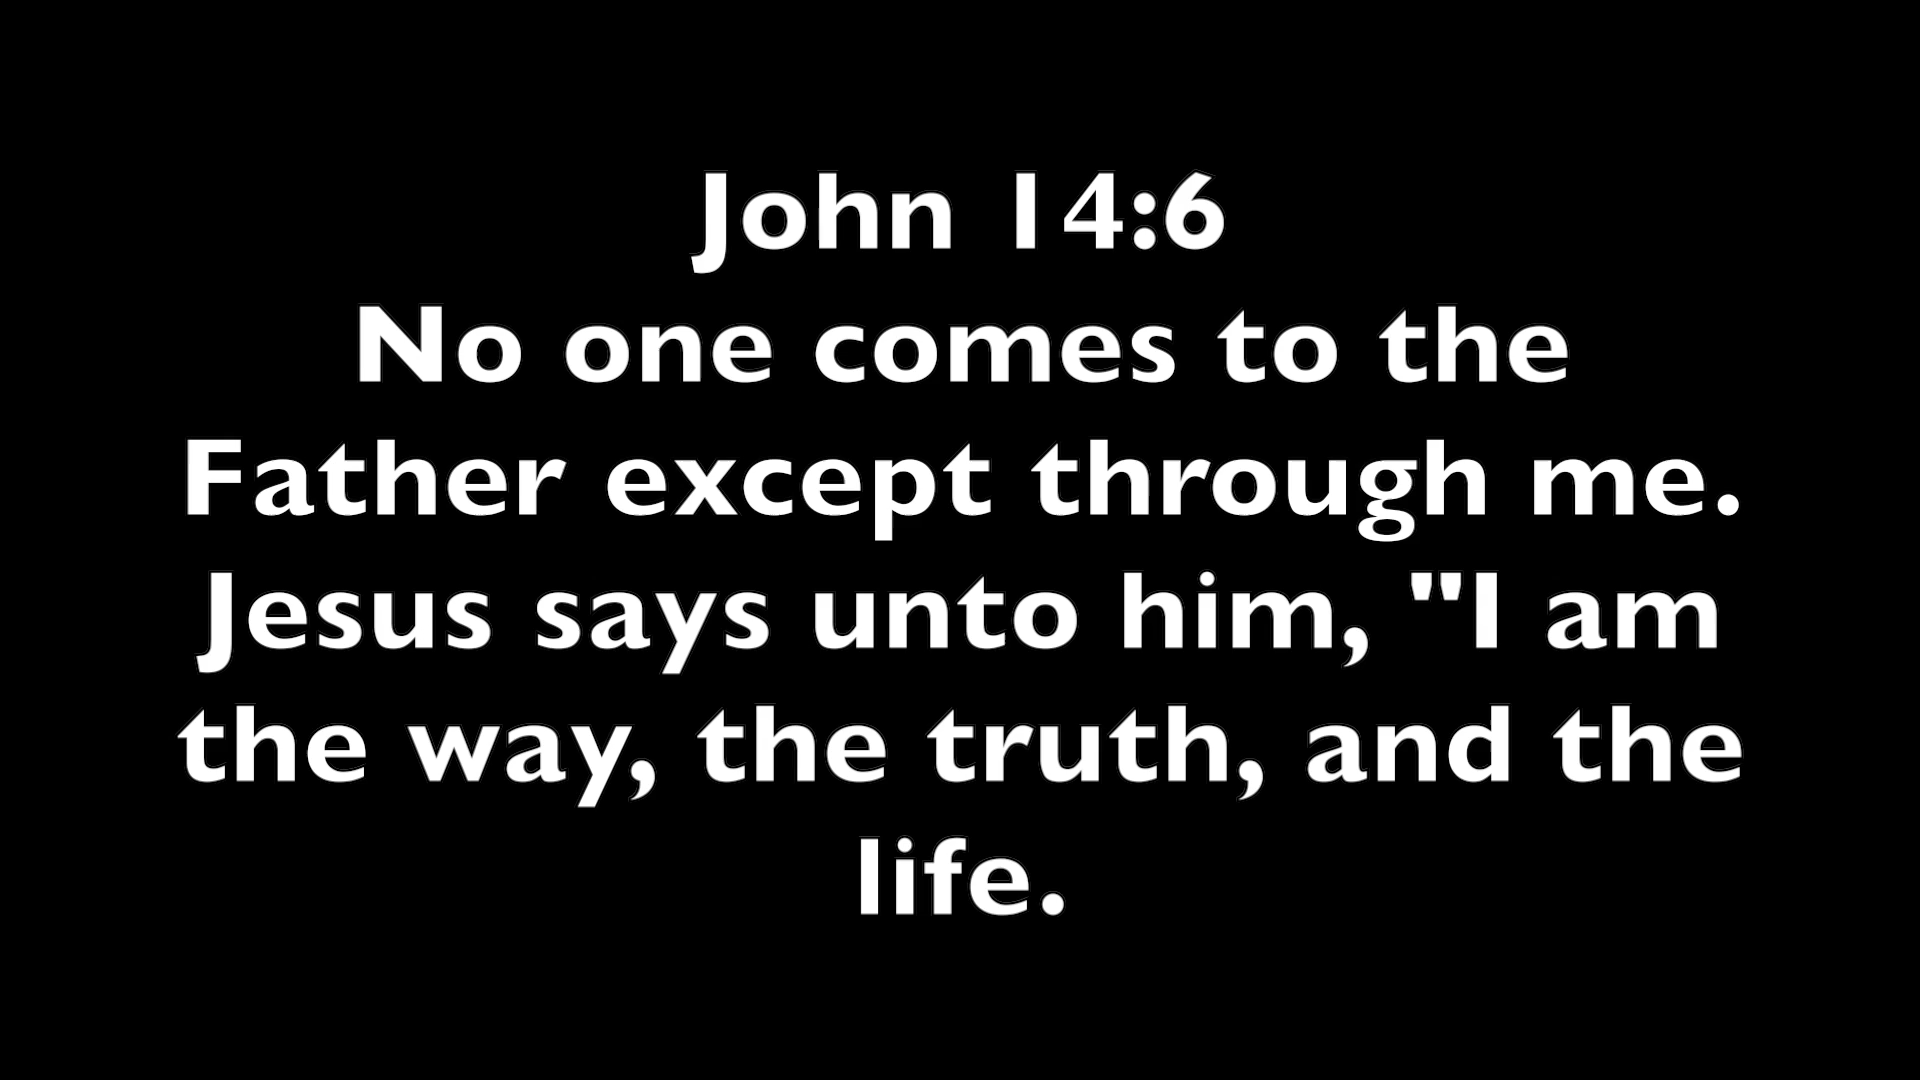 John 14:6
No one comes to the
Father except through me.
Jesus says unto him, "I am
the way, the truth, and the
life.